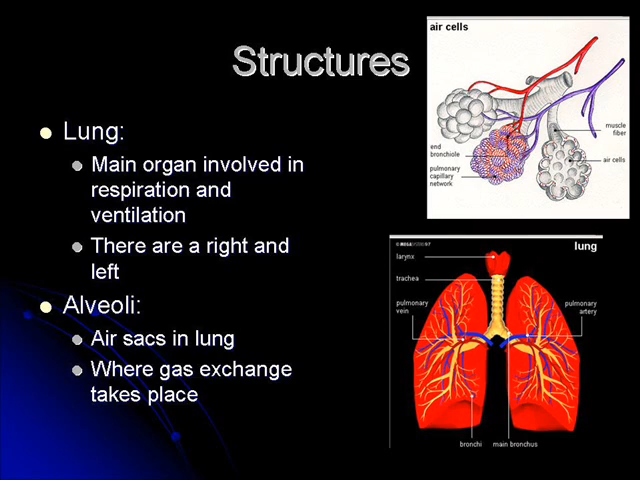 Structures
Lung:
Main organ involved in
respiration and
ventilation
There are a right and
left
Alveoli:
Air sacs in lung
Where gas exchange
takes place
air cells
muscle
fiber
end
bronchiole
air cells
pulmonary
capillary
network
lung
larynx
trachea
pulmonary
vein
pulmonary
artery
bronchi
main bronchus